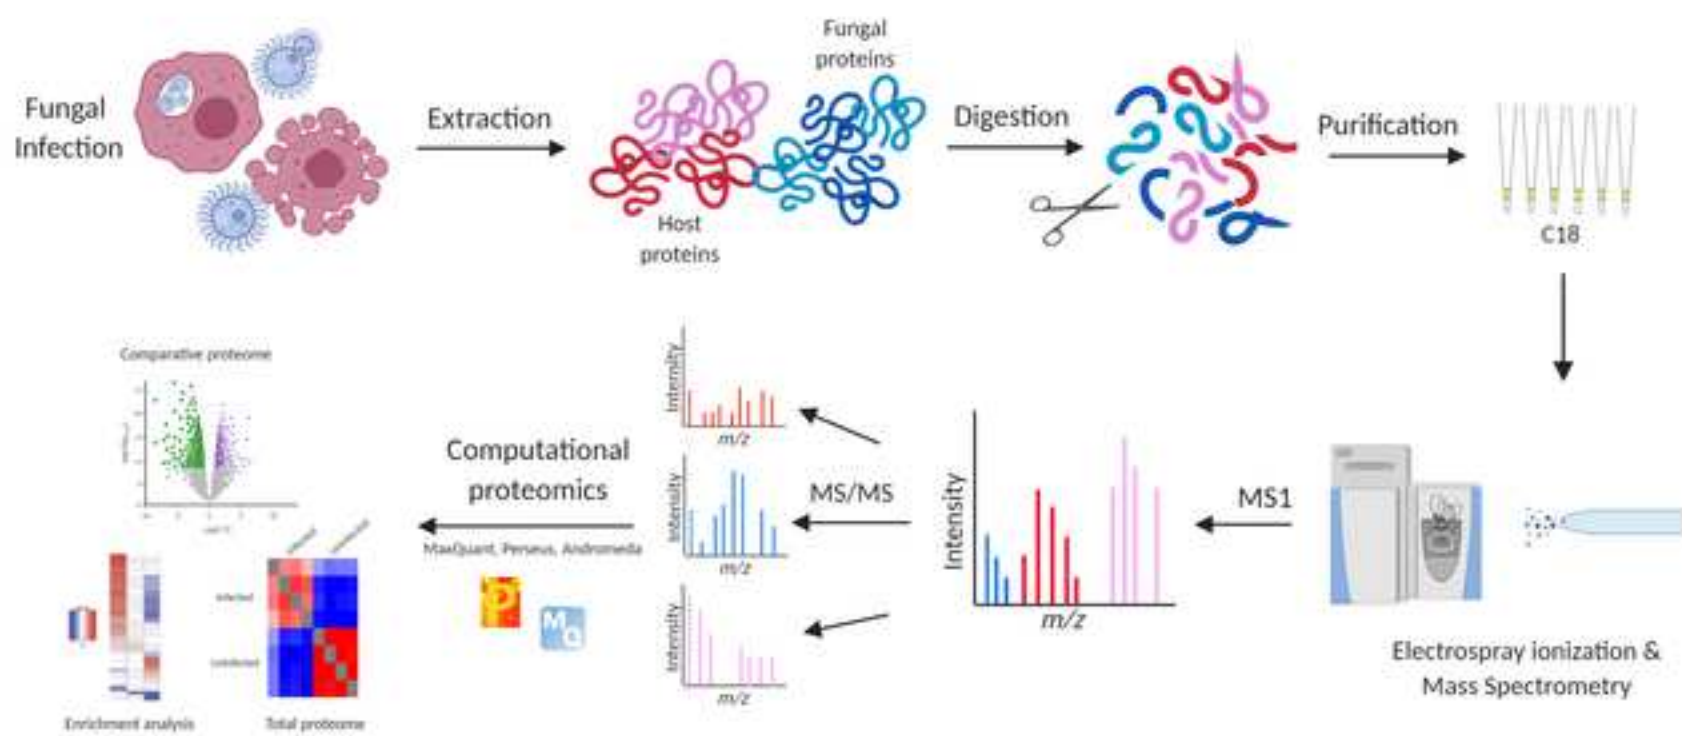 Fungal
Infection
Extraction
Fungal
proteins
Host
proteins
Digestion
Purification
C18
Electrospray ionization &
Mass Spectrometry
MS1
Intensity
m/z
MS/MS
Intensity
m/z
Intensity
m/z
Intensity
m/z
Computational
proteomics
MaxQuant, Perseus, Andromeda
P
MQ
Comparative proteome
Infected
Enrichment analysis
Total proteome